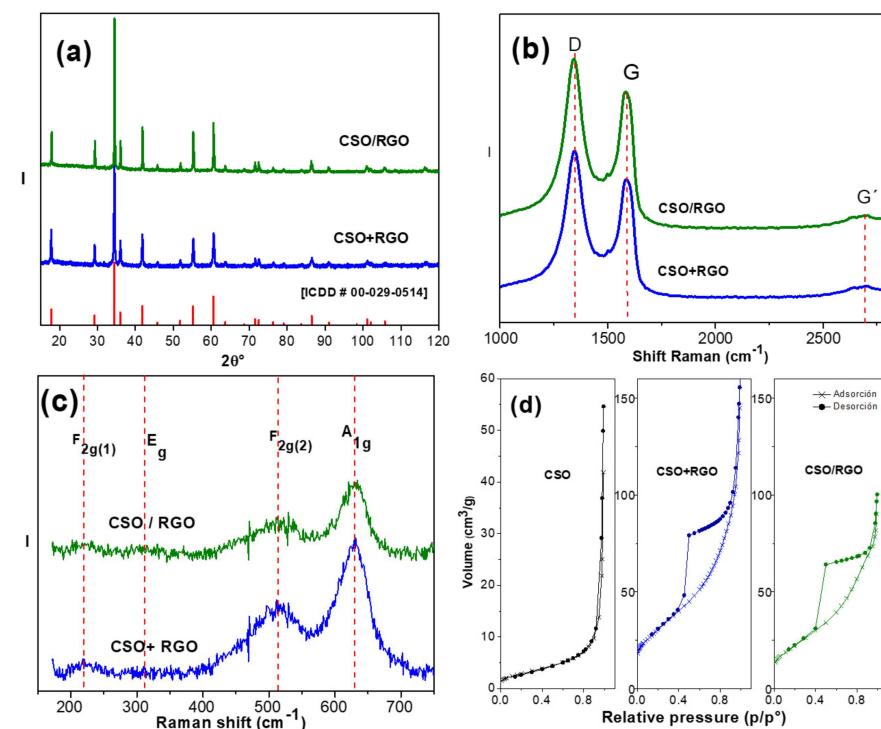 (a)
CSO/RGO
CSO+RGO
[ICDD # 00-029-0514]
I
20 30 40 50 60 70 80 90 100 110 120
2θ°
(b)
D
G
G´
CSO/RGO
CSO+RGO
I
1000 1500 2000 2500
Shift Raman (cm-1)
(c)
F2g(1) Eg F2g(2) A1g
CSO / RGO
CSO+ RGO
I
200 300 400 500 600 700
Raman shift (cm-1)
(d)
CSO
CSO+RGO
CSO/RGO
Adsorción
Desorción
Volume (cm3/g)
60
50
40
30
20
10
0
150
100
50
0
150
100
50
0
0.0 0.4 0.8 0.0 0.4 0.8 0.0 0.4 0.8
Relative pressure (p/p°)